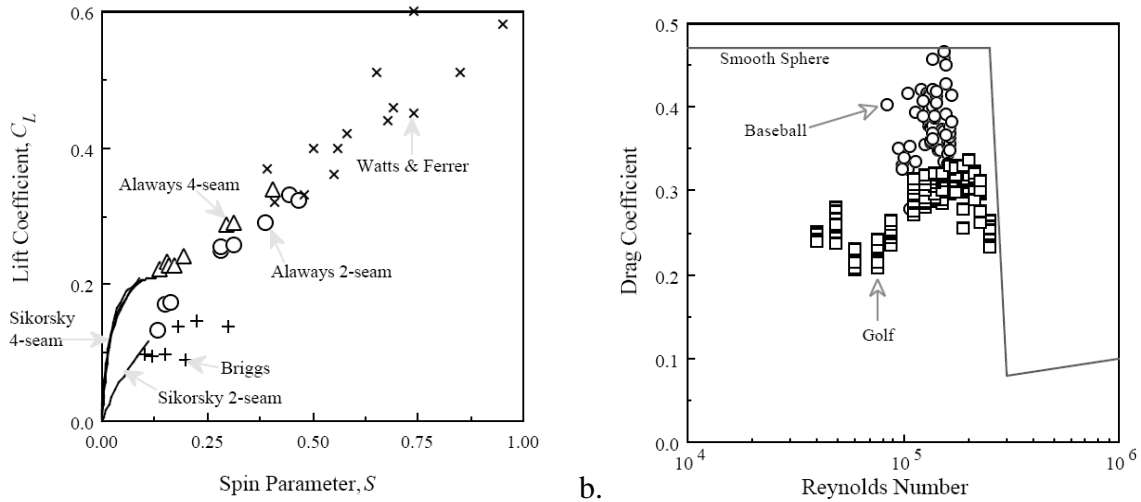 0.6
0.4
0.2
0.0
Lift Coefficient, C_L
Watts & Ferrer
Alaways 4-seam
Alaways 2-seam
Sikorsky
4-seam
Briggs
Sikorsky 2-seam
0.00
0.25
0.50
0.75
1.00
Spin Parameter, S
b.
0.5
0.4
0.3
0.2
0.1
0.0
Drag Coefficient
Smooth Sphere
Baseball
Golf
10^4
10^5
10^6
Reynolds Number